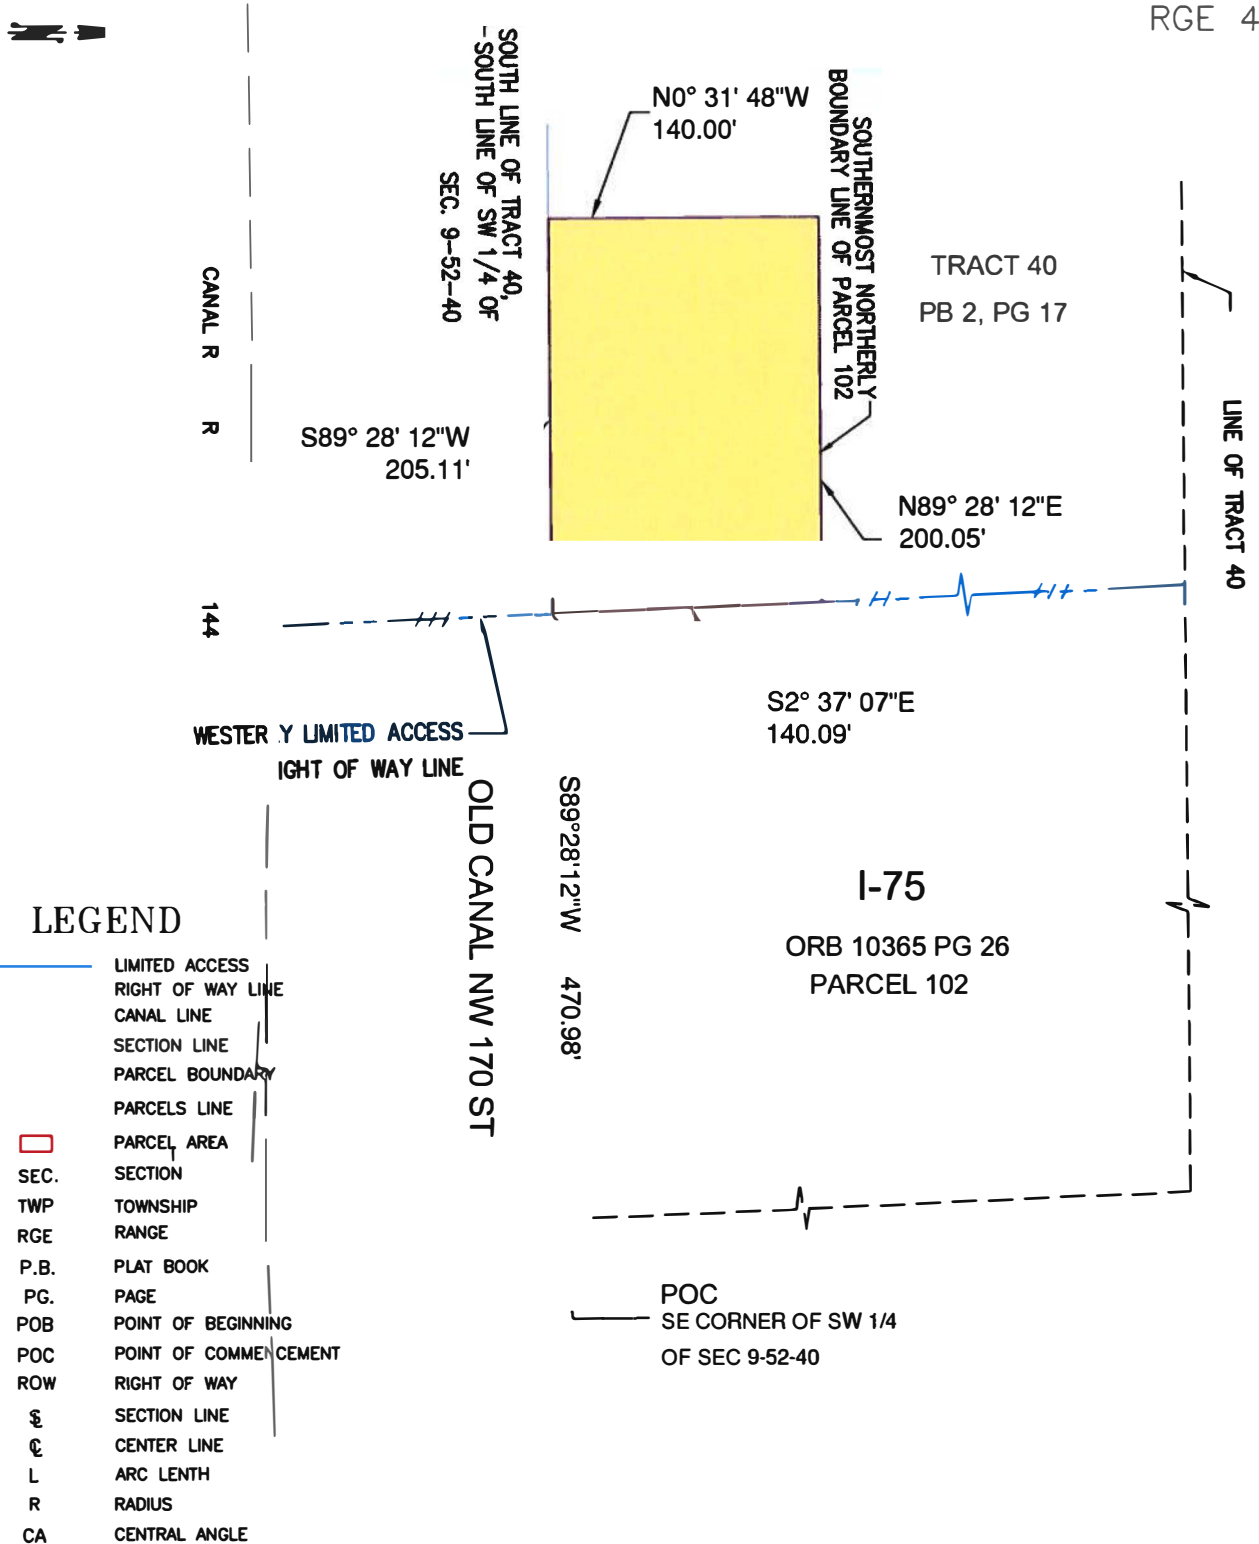 RGE 4
SOUTH LINE OF TRACT 40,
-SOUTH LINE OF SW 1/4 OF
SEC. 9-52-40
N0° 31' 48"W
140.00'
SOUTHERNMOST NORTHERLY
BOUNDARY LINE OF PARCEL 102
TRACT 40
PB 2, PG 17
CANAL R R
S89° 28' 12"W
205.11'
N89° 28' 12"E
200.05'
LINE OF TRACT 40
144
WESTER Y LIMITED ACCESS
IGHT OF WAY LINE
S2° 37' 07"E
140.09'
OLD CANAL NW 170 ST
S89°28'12"W 470.98'
I-75
ORB 10365 PG 26
PARCEL 102
POC
SE CORNER OF SW 1/4
OF SEC 9-52-40
LEGEND
LIMITED ACCESS
RIGHT OF WAY LINE
CANAL LINE
SECTION LINE
PARCEL BOUNDARY
PARCELS LINE
PARCEL AREA
SEC. SECTION
TWP TOWNSHIP
RGE RANGE
P.B. PLAT BOOK
PG. PAGE
POB POINT OF BEGINNING
POC POINT OF COMMENCEMENT
ROW RIGHT OF WAY
SECTION LINE
℄ CENTER LINE
L ARC LENTH
R RADIUS
CA CENTRAL ANGLE